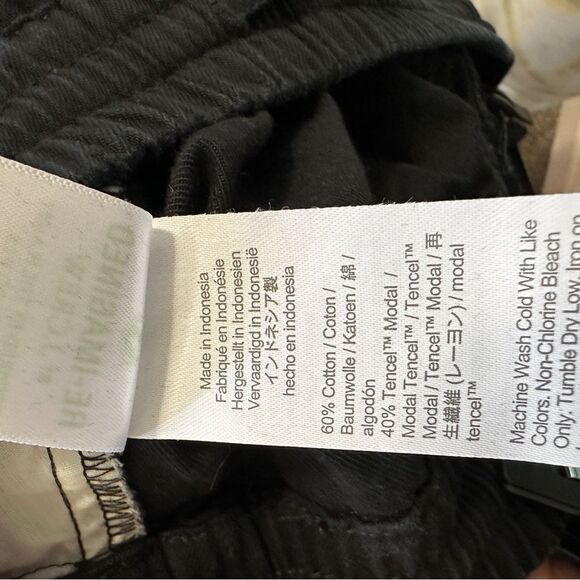 Made in Indonesia
Fabriqué en Indonésie
Hergestellt in Indonesien
Vervaardigd in Indonesië
インドネシア製
hecho en indonesia
60% Cotton / Coton /
Baumwolle / Katoen / 綿 /
algodón
40% Tencel™ Modal /
Modal Tencel™ / Tencel™
Modal / Tencel™ Modal / 再
生繊維 (レーヨン) / modal
tencel™
Machine Wash Cold With Like
Colors, Non-Chlorine Bleach
Only, Tumble Dry Low, Iron on